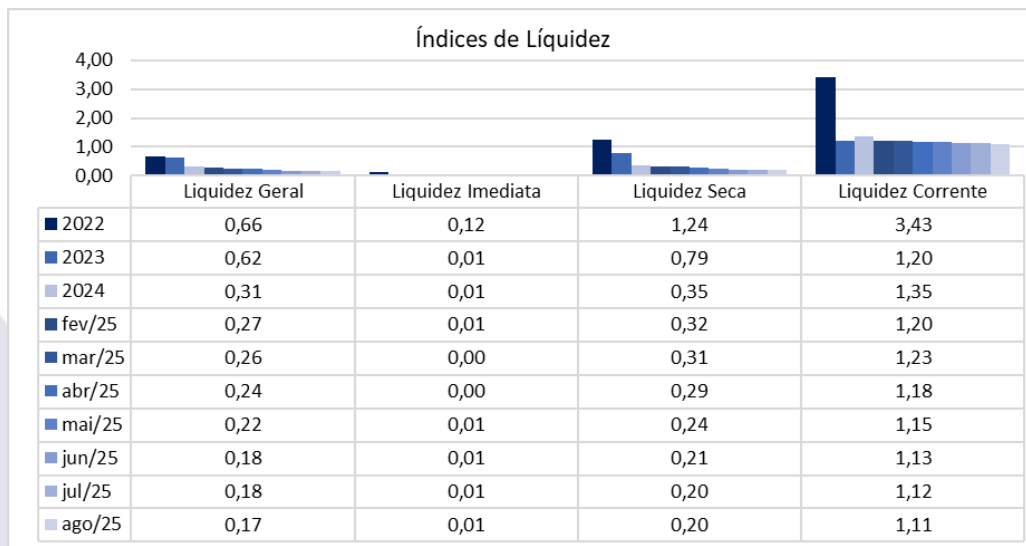 Índices de Líquidez
4,00
3,00
2,00
1,00
0,00
Liquidez Geral Liquidez Imediata Liquidez Seca Liquidez Corrente
2022 0,66 0,12 1,24 3,43
2023 0,62 0,01 0,79 1,20
2024 0,31 0,01 0,35 1,35
fev/25 0,27 0,01 0,32 1,20
mar/25 0,26 0,00 0,31 1,23
abr/25 0,24 0,00 0,29 1,18
mai/25 0,22 0,01 0,24 1,15
jun/25 0,18 0,01 0,21 1,13
jul/25 0,18 0,01 0,20 1,12
ago/25 0,17 0,01 0,20 1,11